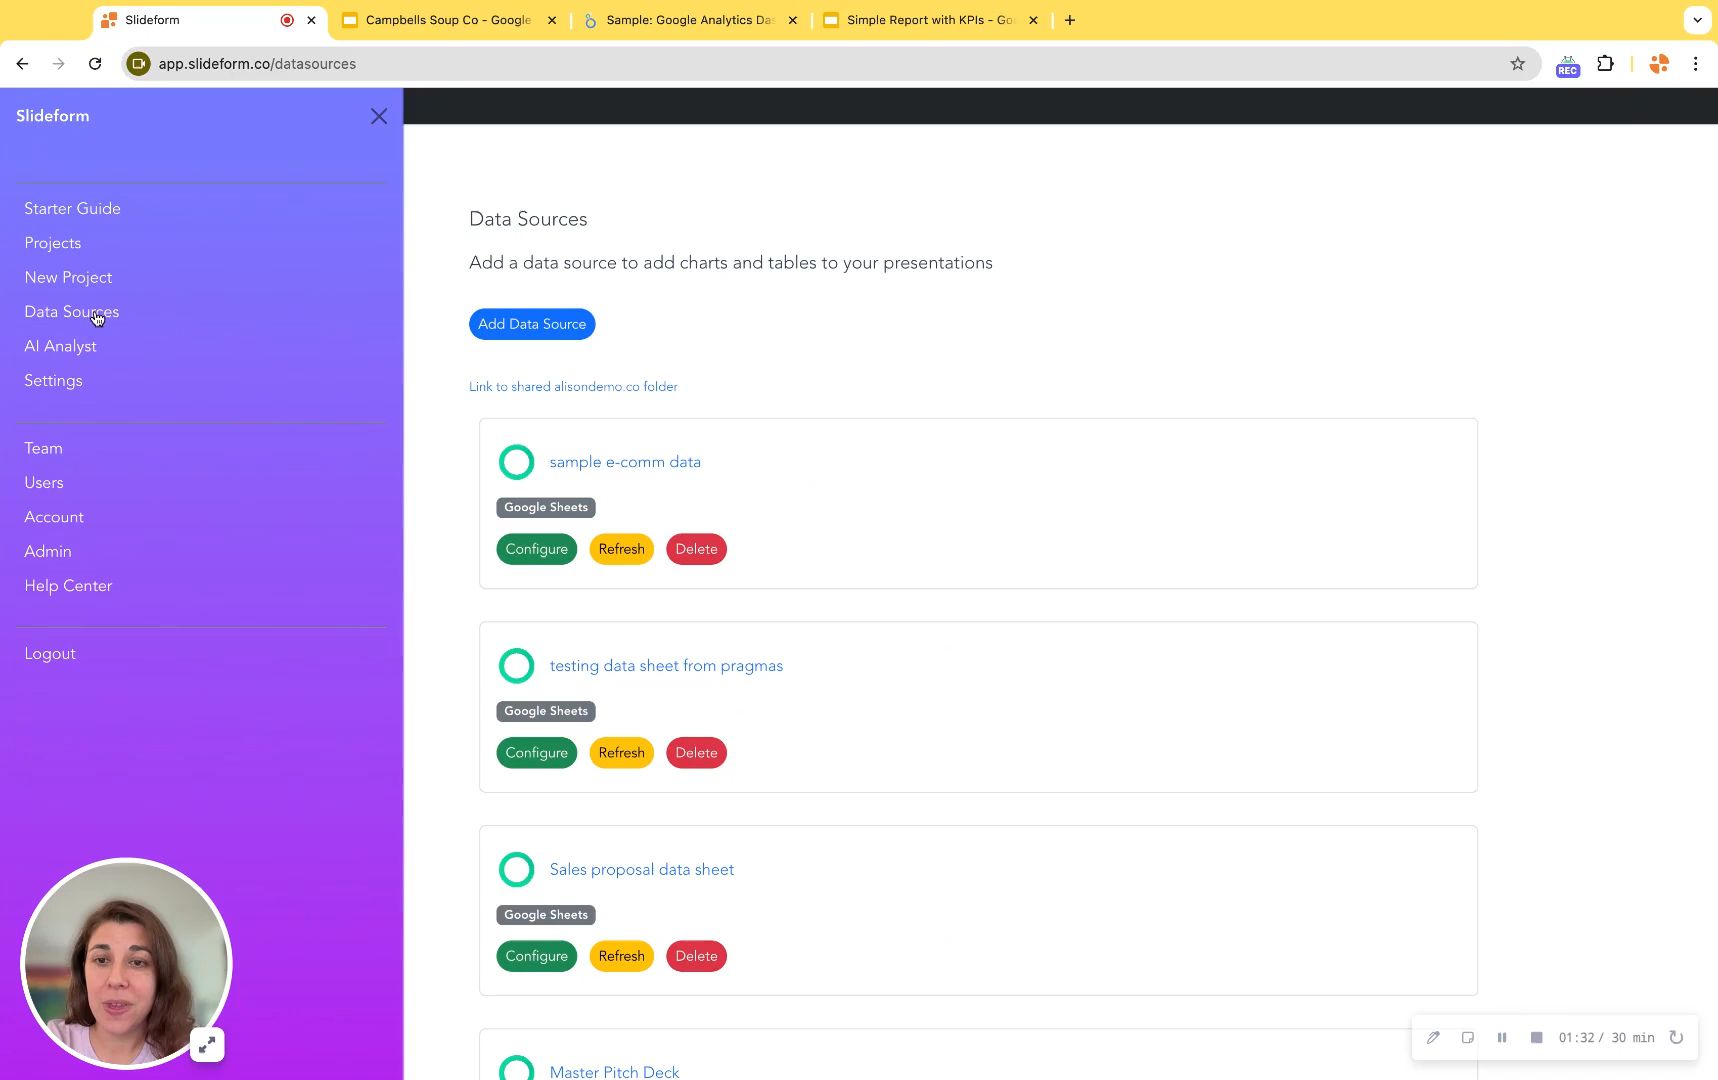 Slideform
Campbells Soup Co - Google
Sample: Google Analytics Das
Simple Report with KPIs - Goo
app.slideform.co/datasources
REC
Slideform
Starter Guide
Projects
New Project
Data Sources
AI Analyst
Settings
Team
Users
Account
Admin
Help Center
Logout
Data Sources
Add a data source to add charts and tables to your presentations
Add Data Source
Link to shared alisondemo.co folder
sample e-comm data
Google Sheets
Configure Refresh Delete
testing data sheet from pragmas
Google Sheets
Configure Refresh Delete
Sales proposal data sheet
Google Sheets
Configure Refresh Delete
Master Pitch Deck
01:32 / 30 min